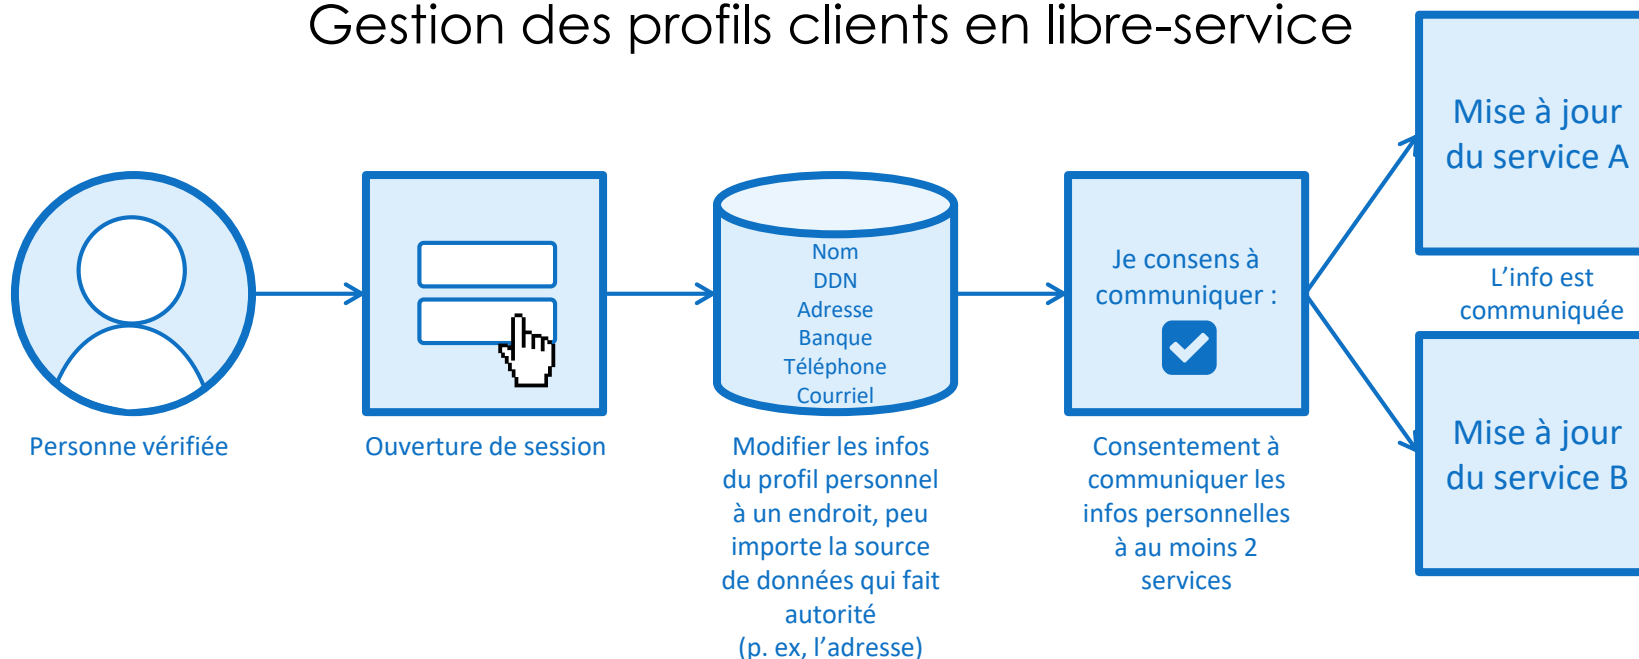 Gestion des profils clients en libre-service
Personne vérifiée
Ouverture de session
Nom
DDN
Adresse
Banque
Téléphone
Courriel
Modifier les infos
du profil personnel
à un endroit, peu
importe la source
de données qui fait
autorité
(p. ex, l’adresse)
Je consens à
communiquer :
Consentement à
communiquer les
infos personnelles
à au moins 2
services
Mise à jour
du service A
L’info est
communiquée
Mise à jour
du service B